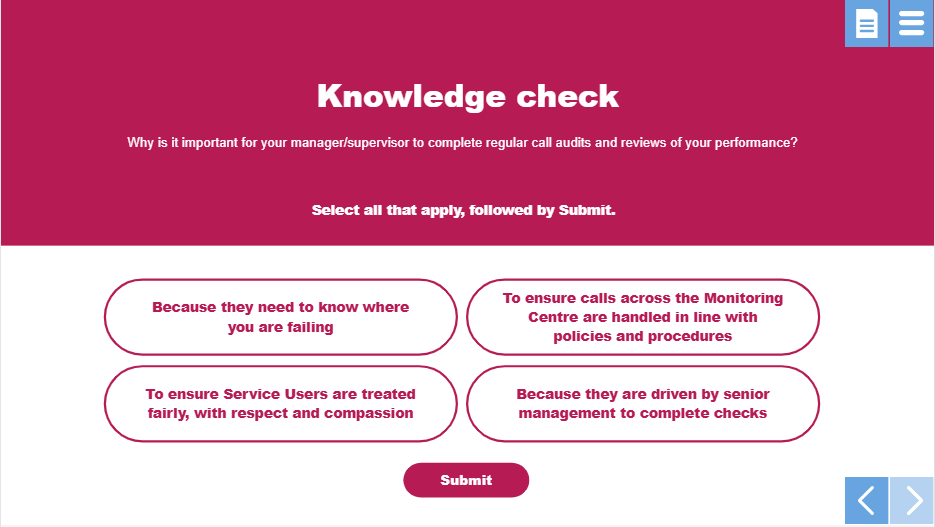 Knowledge check
Why is it important for your manager/supervisor to complete regular call audits and reviews of your performance?
Select all that apply, followed by Submit.
Because they need to know where
you are failing
To ensure calls across the Monitoring
Centre are handled in line with
policies and procedures
To ensure Service Users are treated
fairly, with respect and compassion
Because they are driven by senior
management to complete checks
Submit